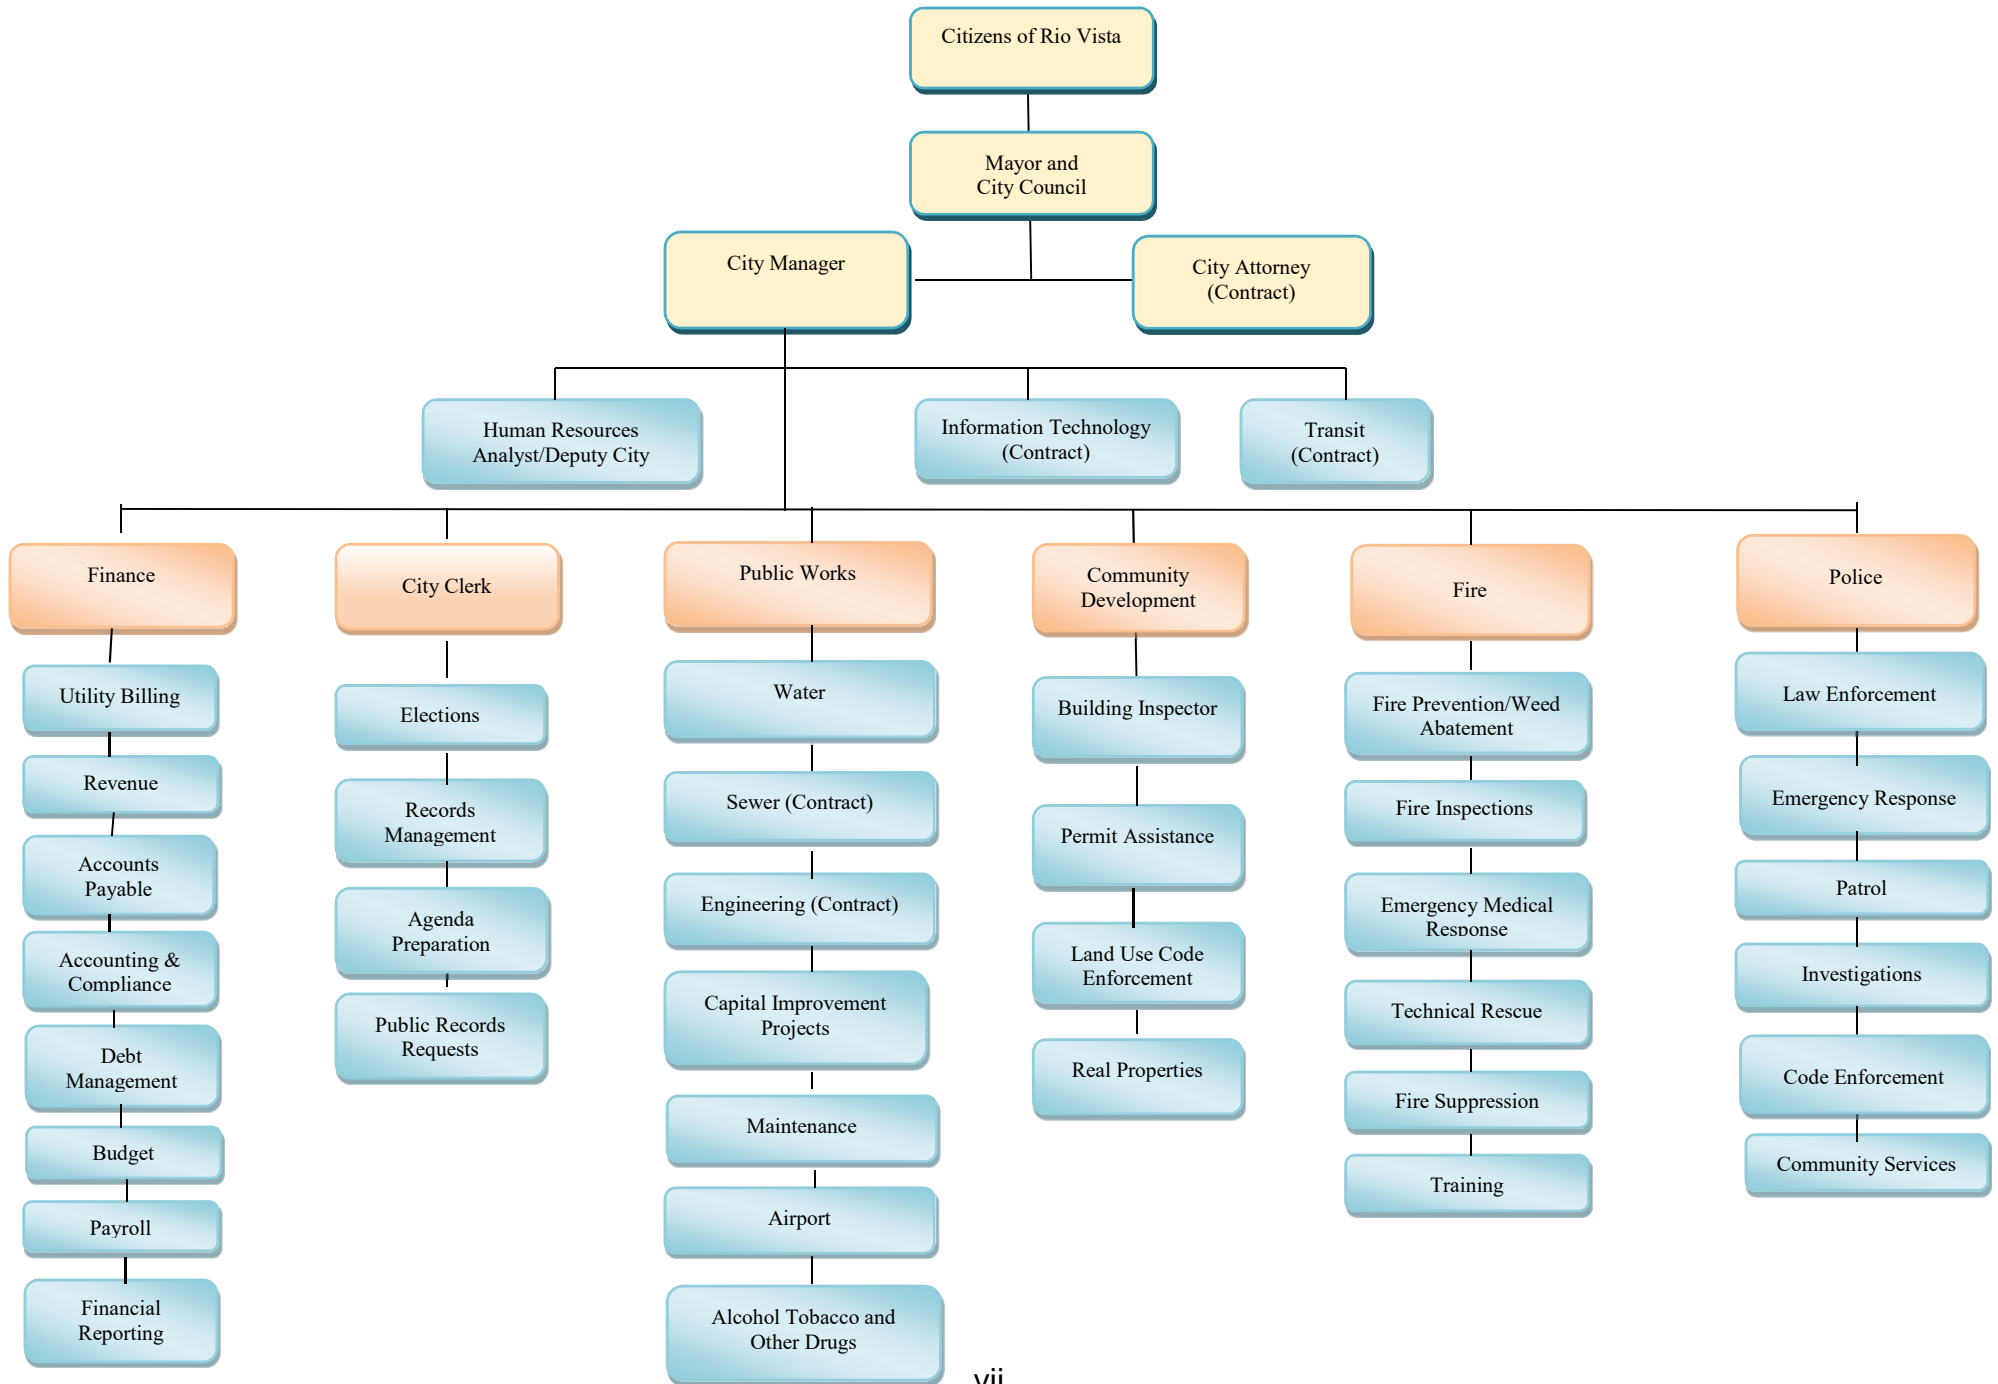 Citizens of Rio Vista
Mayor and
City Council
City Manager
City Attorney
(Contract)
Human Resources
Analyst/Deputy City
Information Technology
(Contract)
Transit
(Contract)
Finance
Utility Billing
Revenue
Accounts
Payable
Accounting &
Compliance
Debt
Management
Budget
Payroll
Financial
Reporting
City Clerk
Elections
Records
Management
Agenda
Preparation
Public Records
Requests
Public Works
Water
Sewer (Contract)
Engineering (Contract)
Capital Improvement
Projects
Maintenance
Airport
Alcohol Tobacco and
Other Drugs
Community
Development
Building Inspector
Permit Assistance
Land Use Code
Enforcement
Real Properties
Fire
Fire Prevention/Weed
Abatement
Fire Inspections
Emergency Medical
Response
Technical Rescue
Fire Suppression
Training
Police
Law Enforcement
Emergency Response
Patrol
Investigations
Code Enforcement
Community Services
vii